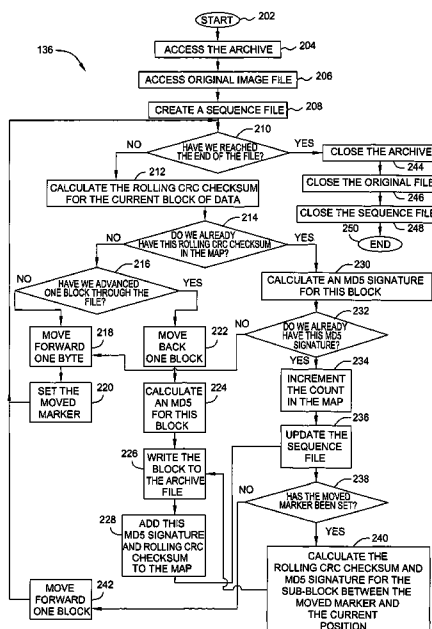 START
202
136
ACCESS THE ARCHIVE
204
ACCESS ORIGINAL IMAGE FILE
206
CREATE A SEQUENCE FILE
208
210
HAVE WE REACHED
THE END OF THE FILE?
NO
YES
212
CALCULATE THE ROLLING CRC CHECKSUM
FOR THE CURRENT BLOCK OF DATA
CLOSE THE ARCHIVE
244
CLOSE THE ORIGINAL FILE
246
CLOSE THE SEQUENCE FILE
248
250
END
214
DO WE ALREADY
HAVE THIS ROLLING CRC CHECKSUM
IN THE MAP?
NO
YES
216
HAVE WE ADVANCED
ONE BLOCK THROUGH THE
FILE?
NO
YES
230
CALCULATE AN MD5 SIGNATURE
FOR THIS BLOCK
232
DO WE ALREADY
HAVE THIS MD5
SIGNATURE?
NO
YES
MOVE
FORWARD
ONE BYTE
218
MOVE
BACK
ONE BLOCK
222
234
INCREMENT
THE COUNT
IN THE MAP
SET THE
MOVED
MARKER
220
CALCULATE
AN MD5
FOR THIS
BLOCK
224
236
UPDATE THE
SEQUENCE
FILE
226
WRITE THE
BLOCK TO THE
ARCHIVE
FILE
238
HAS THE MOVED
MARKER BEEN SET?
NO
YES
228
ADD THIS
MD5 SIGNATURE
AND ROLLING CRC
CHECKSUM
TO THE MAP
240
CALCULATE THE
ROLLING CRC CHECKSUM AND
MD5 SIGNATURE FOR THE
SUB-BLOCK BETWEEN
THE MOVED MARKER AND
THE CURRENT
POSITION
MOVE
FORWARD
ONE BLOCK
242